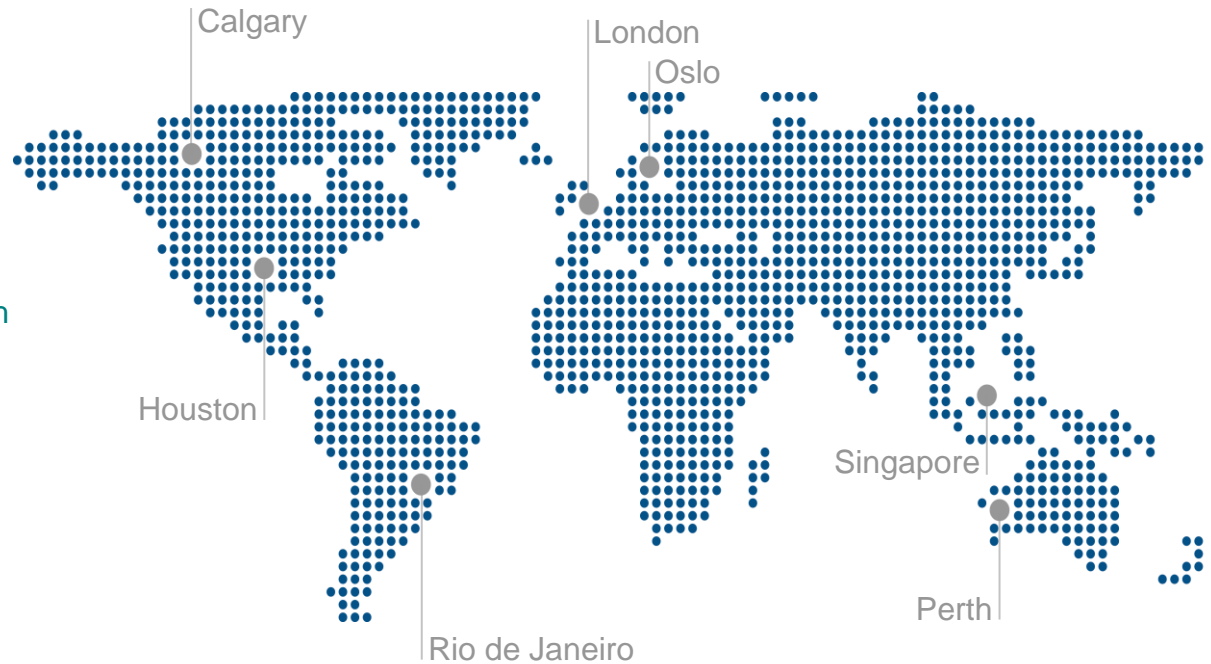 Calgary
London
Oslo
n
Houston
Singapore
Perth
Rio de Janeiro